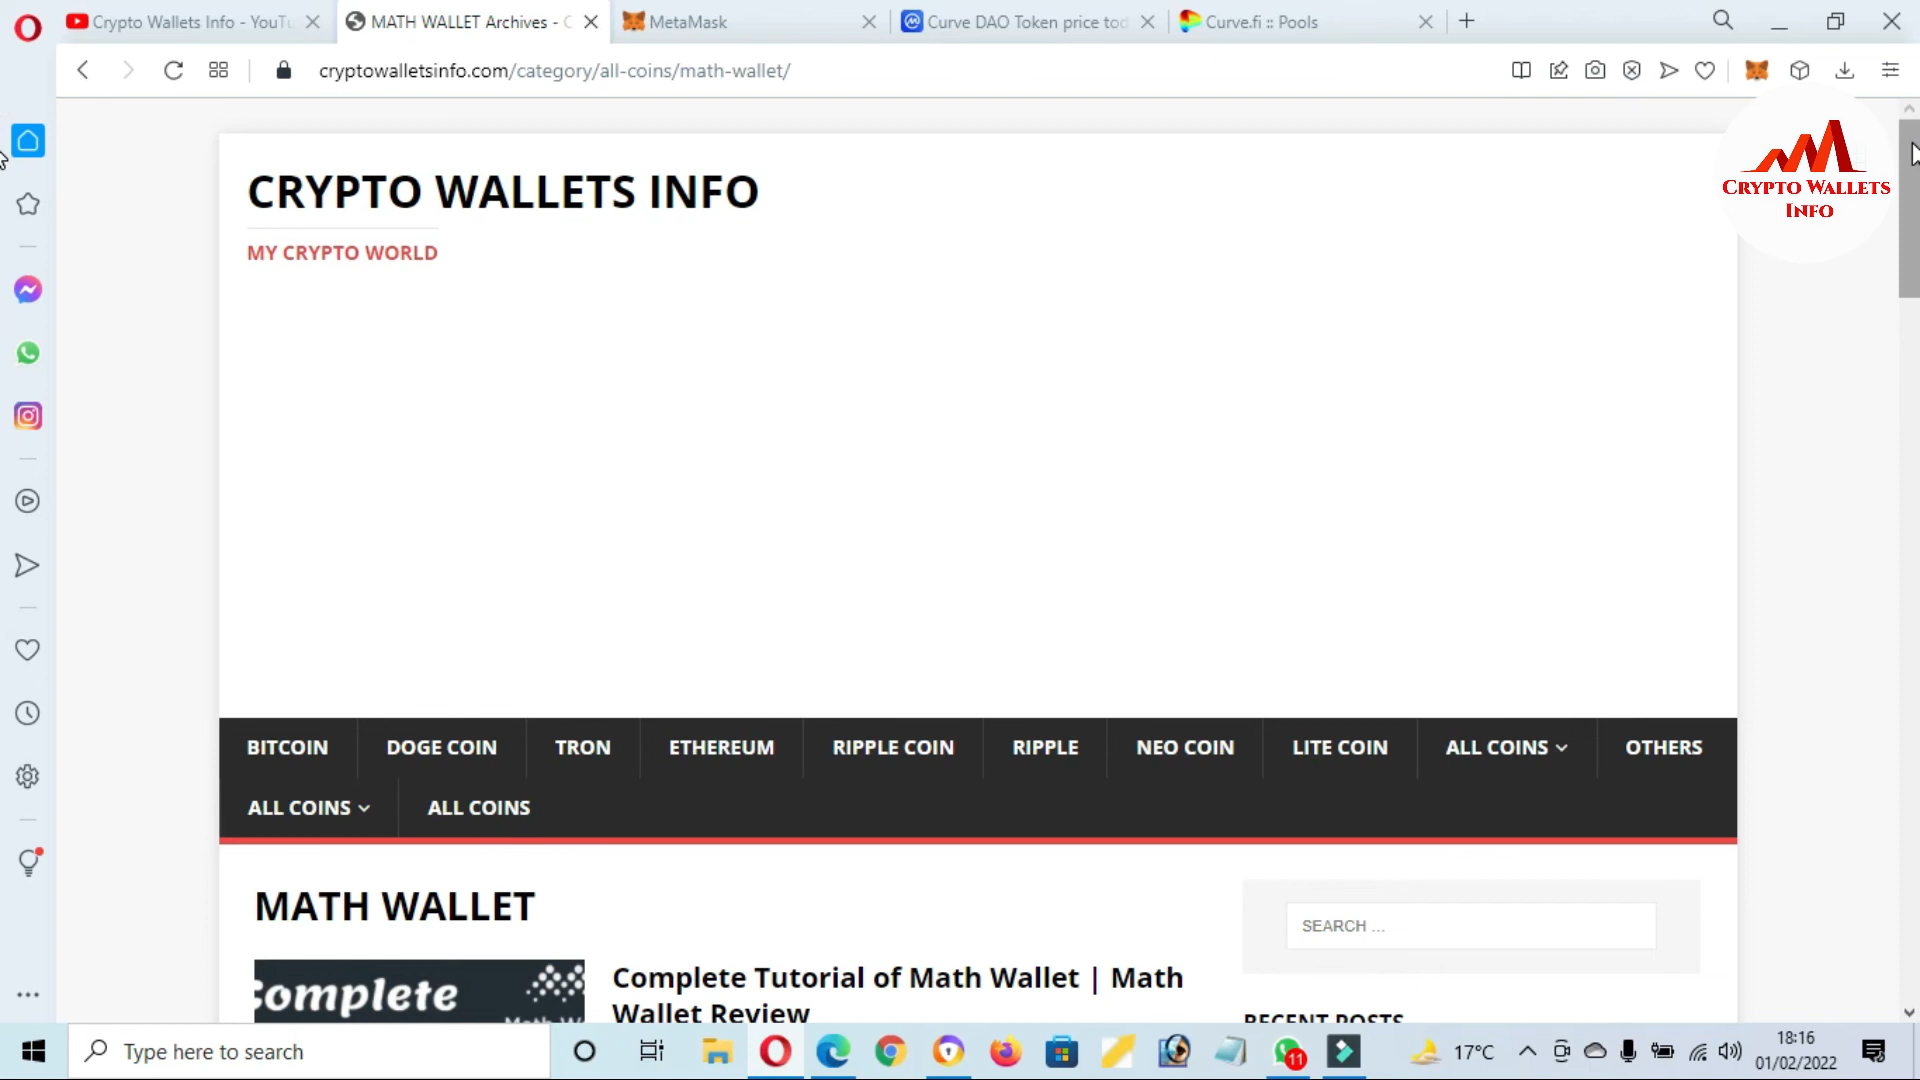 Crypto Wallets Info - YouTu
MATH WALLET Archives - C
MetaMask
Curve DAO Token price tod
Curve.fi :: Pools
cryptowalletsinfo.com/category/all-coins/math-wallet/
CRYPTO WALLETS INFO
MY CRYPTO WORLD
CRYPTO WALLETS
INFO
BITCOIN
DOGE COIN
TRON
ETHEREUM
RIPPLE COIN
RIPPLE
NEO COIN
LITE COIN
ALL COINS
OTHERS
ALL COINS
ALL COINS
MATH WALLET
SEARCH ...
Complete
Complete Tutorial of Math Wallet | Math
Wallet Review
RECENT POSTS
Type here to search
11
17°C
18:16
01/02/2022